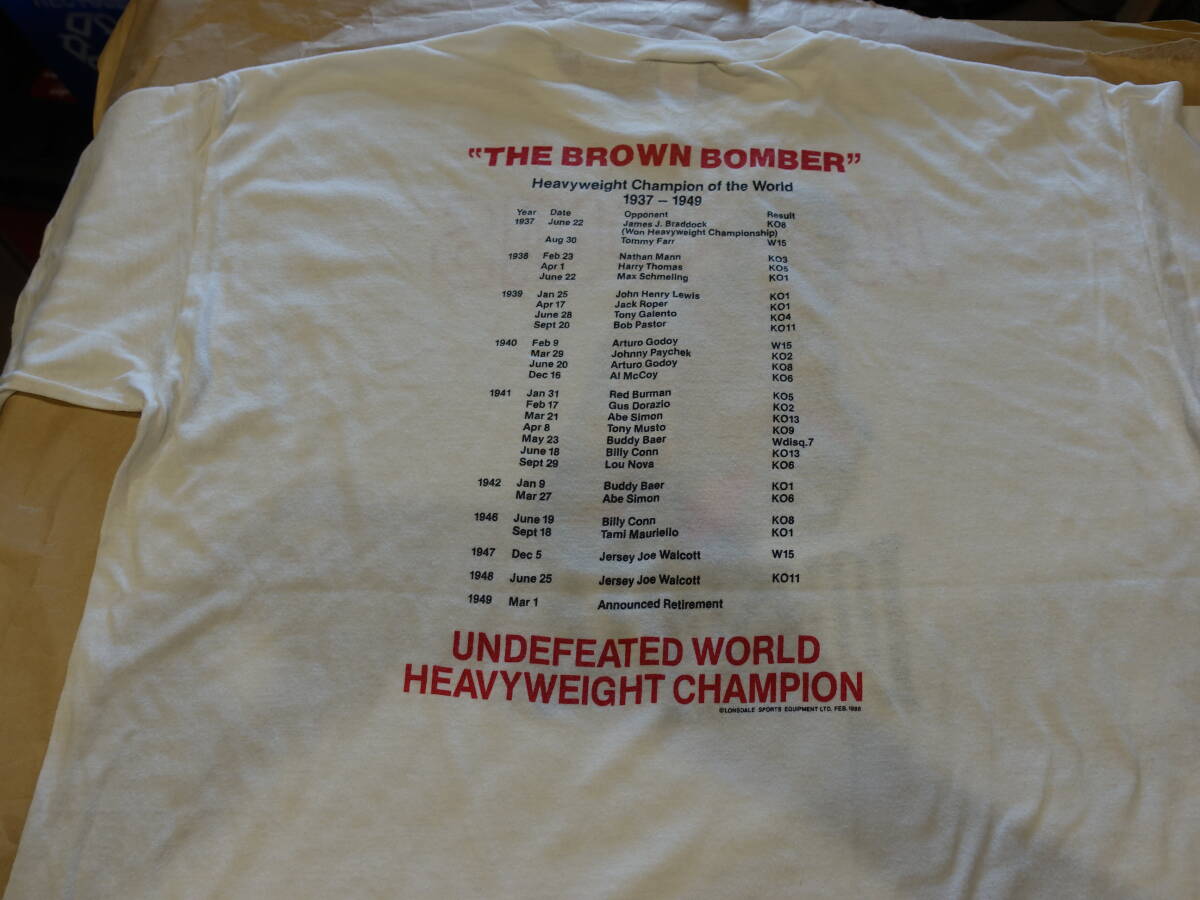 "THE BROWN BOMBER"
Heavyweight Champion of the World
1937 – 1949
Year Date Opponent Result
1937 June 22 James J. Braddock KO8
(Won Heavyweight Championship)
Aug 30 Tommy Farr W15
1938 Feb 23 Nathan Mann KO3
Apr 1 Harry Thomas KO5
June 22 Max Schmeling KO1
1939 Jan 25 John Henry Lewis KO1
Apr 17 Jack Roper KO1
June 28 Tony Galento KO4
Sept 20 Bob Pastor KO11
1940 Feb 9 Arturo Godoy W15
Mar 29 Johnny Paychek KO2
June 20 Arturo Godoy KO8
Dec 16 Al McCoy KO6
1941 Jan 31 Red Burman KO5
Feb 17 Gus Dorazio KO2
Mar 21 Abe Simon KO13
Apr 8 Tony Musto KO9
May 23 Buddy Baer Wdisq.7
June 18 Billy Conn KO13
Sept 29 Lou Nova KO6
1942 Jan 9 Buddy Baer KO1
Mar 27 Abe Simon KO6
1946 June 19 Billy Conn KO8
Sept 18 Tami Mauriello KO1
1947 Dec 5 Jersey Joe Walcott W15
1948 June 25 Jersey Joe Walcott KO11
1949 Mar 1 Announced Retirement
UNDEFEATED WORLD
HEAVYWEIGHT CHAMPION
©LONSDALE SPORTS EQUIPMENT LTD. FEB.